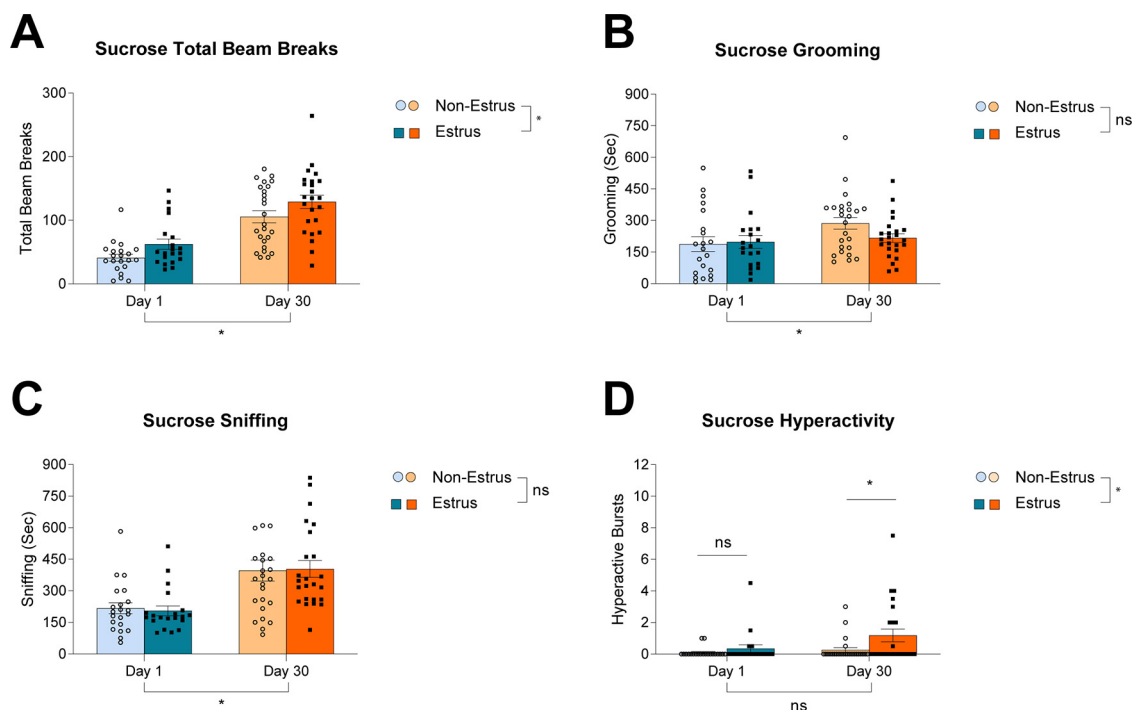 A
Sucrose Total Beam Breaks
Total Beam Breaks
300
200
100
0
Day 1
Day 30
*
Non-Estrus
Estrus
*
B
Sucrose Grooming
Grooming (Sec)
900
750
600
450
300
150
0
Day 1
Day 30
*
Non-Estrus
Estrus
ns
C
Sucrose Sniffing
Sniffing (Sec)
900
750
600
450
300
150
0
Day 1
Day 30
*
Non-Estrus
Estrus
ns
D
Sucrose Hyperactivity
Hyperactive Bursts
12
10
8
6
4
2
0
ns
*
Day 1
Day 30
ns
Non-Estrus
Estrus
*